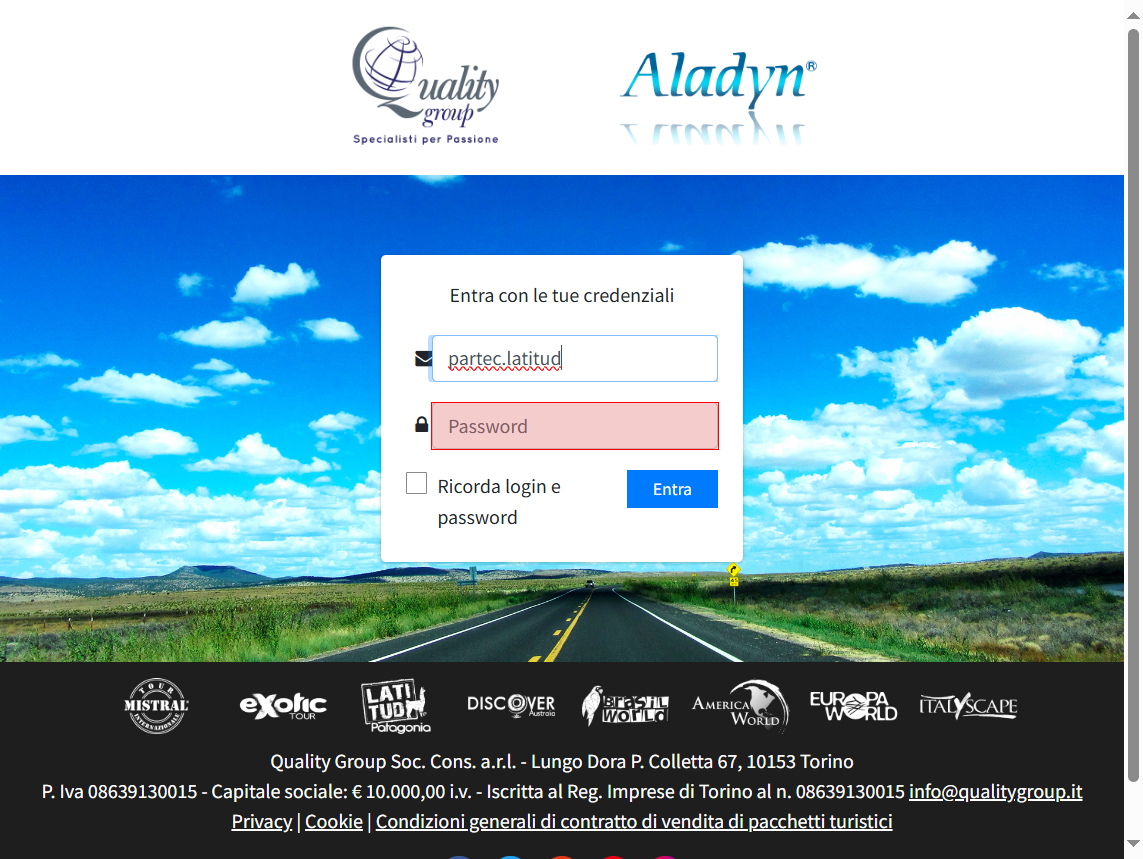 Quality
group
Specialisti per Passione
Aladyn®
Entra con le tue credenziali
partec.latitud
Password
Ricorda login e
password
Entra
TOUR
MISTRAL
INTERNAZIONALE
eXotic
TOUR
LATI
TUD
Patagonia
DISCOVER
Australia
BRASIL
WORLD
AMERICA
WORLD
EUROPA
WORLD
ITALYSCAPE
Quality Group Soc. Cons. a.r.l. - Lungo Dora P. Colletta 67, 10153 Torino
P. Iva 08639130015 - Capitale sociale: € 10.000,00 i.v. - Iscritta al Reg. Imprese di Torino al n. 08639130015 info@qualitygroup.it
Privacy | Cookie | Condizioni generali di contratto di vendita di pacchetti turistici